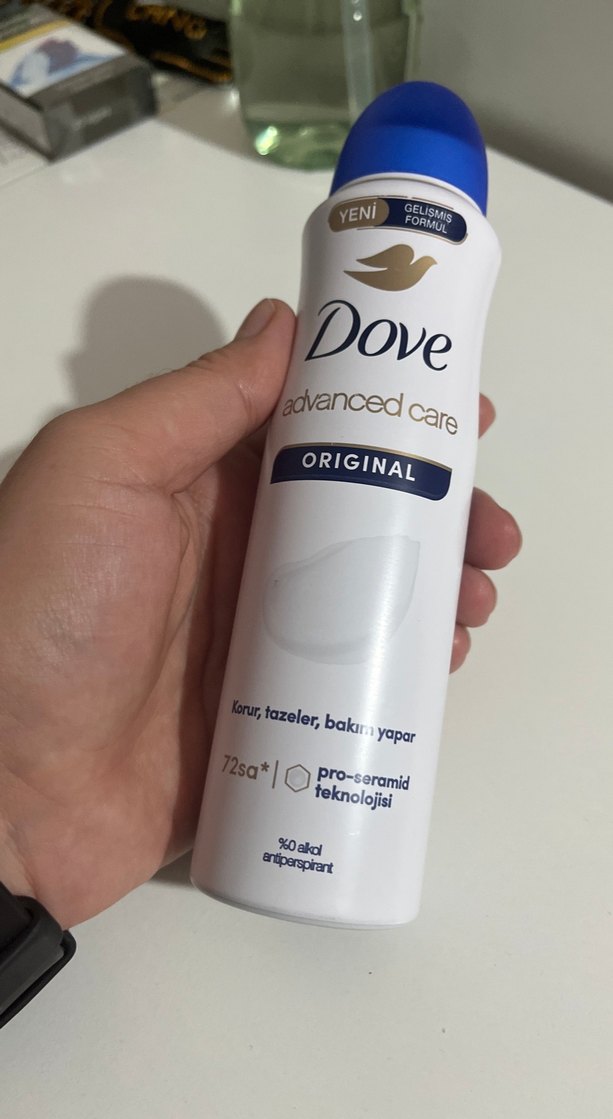 YENİ
GELİŞMİŞ
FORMÜL
Dove
advanced care
ORIGINAL
Korur, tazeler, bakım yapar
72sa*|
pro-seramid
teknolojisi
%0 alkol
antiperspirant